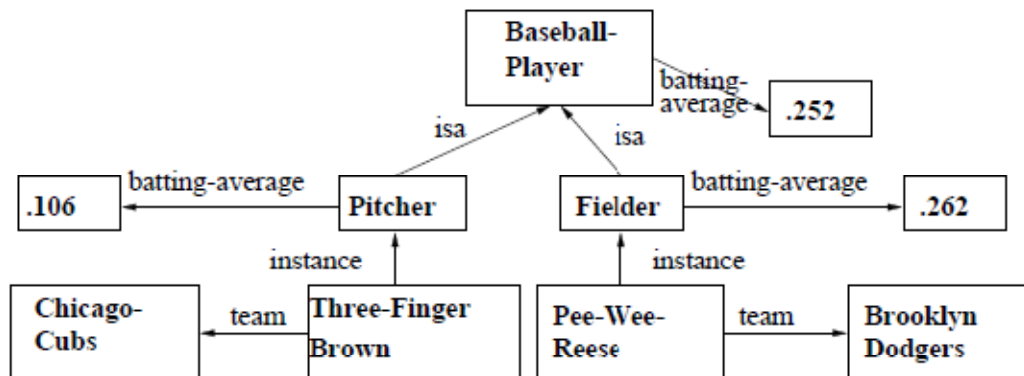 Baseball-
Player
batting-
average
.252
isa
isa
.106
batting-average
Pitcher
Fielder
batting-average
.262
instance
instance
Chicago-
Cubs
team
Three-Finger
Brown
Pee-Wee-
Reese
team
Brooklyn
Dodgers